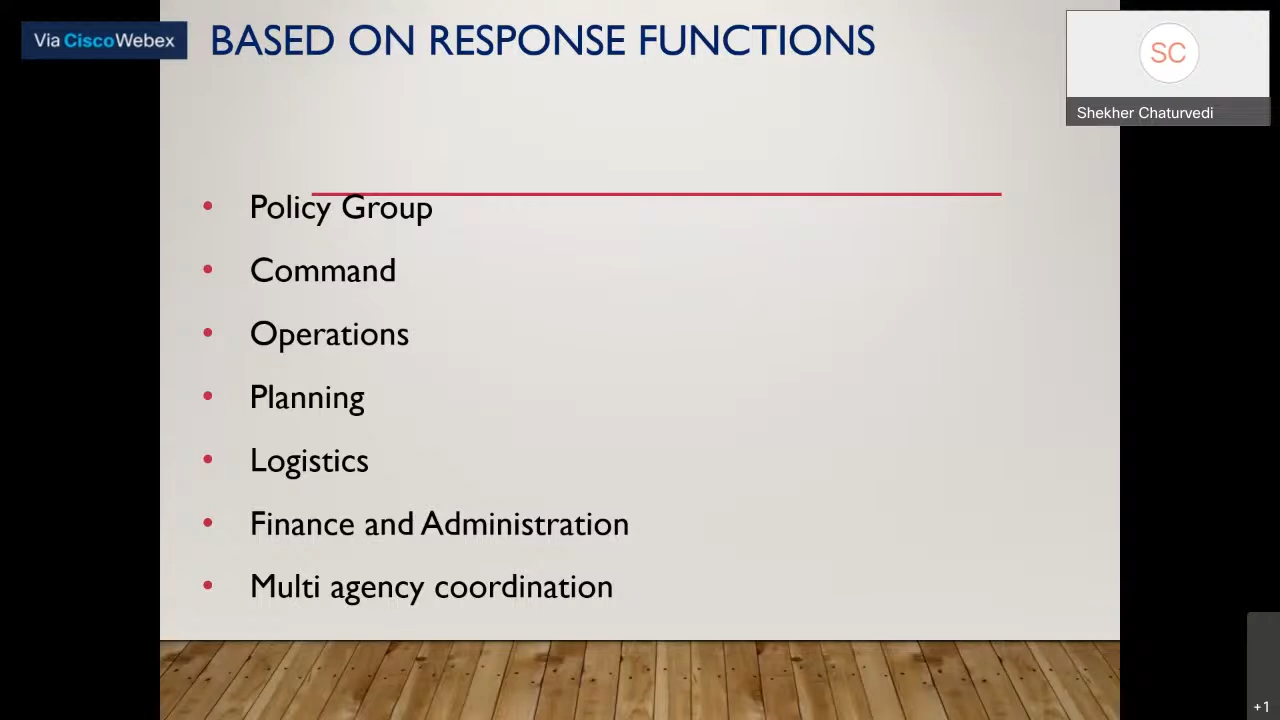 Via CiscoWebex
BASED ON RESPONSE FUNCTIONS
SC
Shekher Chaturvedi
• Policy Group
• Command
• Operations
• Planning
• Logistics
• Finance and Administration
• Multi agency coordination
+1